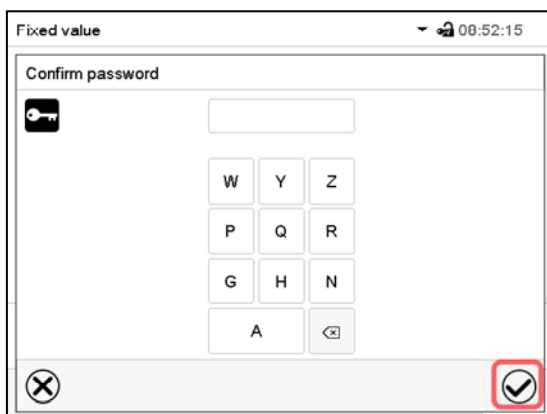 Fixed value 08:52:15
Confirm password
W Y Z
P Q R
G H N
A